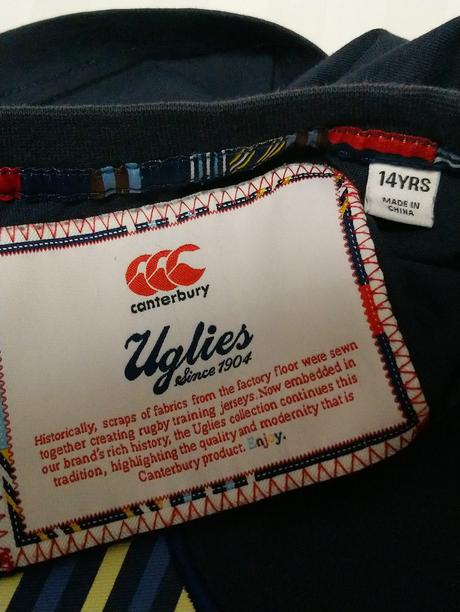 14YRS
MADE IN
CHINA
canterbury
Uglies
Since 1904
Historically, scraps of fabrics from the factory floor were sewn
together creating rugby training jerseys. Now embedded in
our brand's rich history, the Uglies collection continues this
tradition, highlighting the quality and modernity that is
Canterbury product. Enjoy.